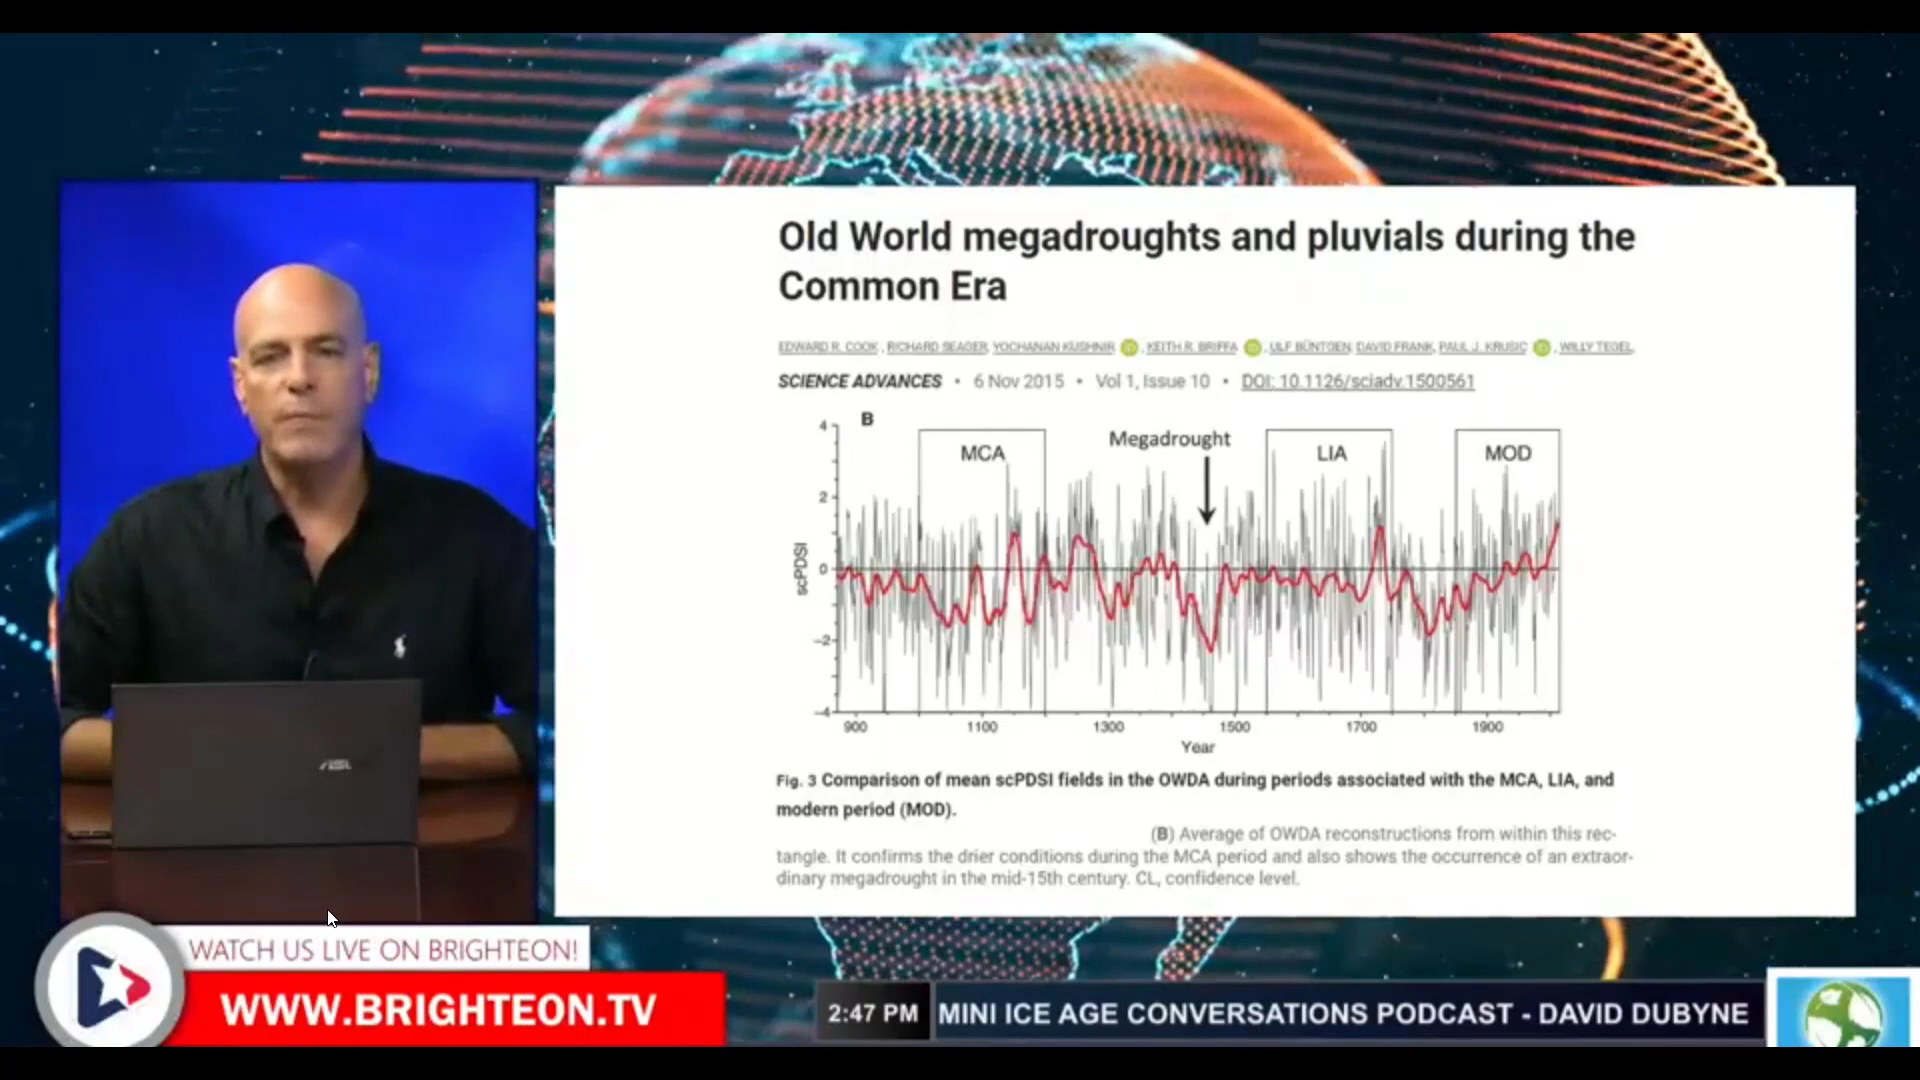 Old World megadroughts and pluvials during the
Common Era
EDWARD R. COOK, RICHARD SEAGER, YOCHANAN KUSHNIR, KEITH R. BRIFFA, ULF BÜNTGEN, DAVID FRANK, PAUL J. KRUSIC, WILLY TEGEL
SCIENCE ADVANCES • 6 Nov 2015 • Vol 1, Issue 10 • DOI: 10.1126/sciadv.1500561
B
MCA
Megadrought
LIA
MOD
4
2
0
-2
-4
scPDSI
900 1100 1300 1500 1700 1900
Year
Fig. 3 Comparison of mean scPDSI fields in the OWDA during periods associated with the MCA, LIA, and
modern period (MOD).
(B) Average of OWDA reconstructions from within this rec-
tangle. It confirms the drier conditions during the MCA period and also shows the occurrence of an extraor-
dinary megadrought in the mid-15th century. CL, confidence level.
ASUS
WATCH US LIVE ON BRIGHTEON!
WWW.BRIGHTEON.TV
2:47 PM MINI ICE AGE CONVERSATIONS PODCAST - DAVID DUBYNE